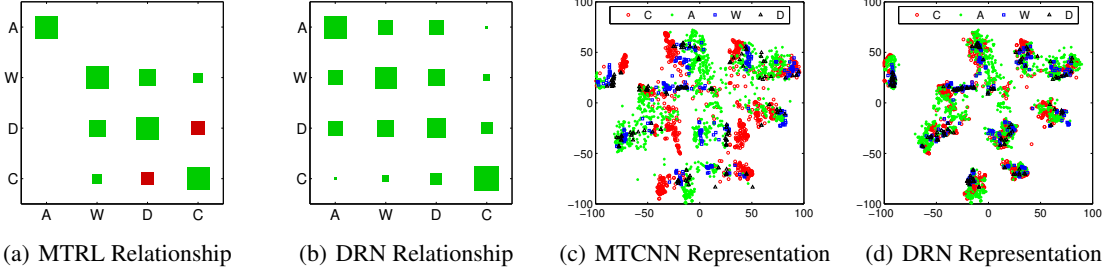 A
W
D
C
A W D C
(a) MTRL Relationship
A
W
D
C
A W D C
(b) DRN Relationship
C A W D
100
50
0
−50
−100
−100 −50 0 50 100
(c) MTCNN Representation
C A W D
100
50
0
−50
−100
−100 −50 0 50 100
(d) DRN Representation